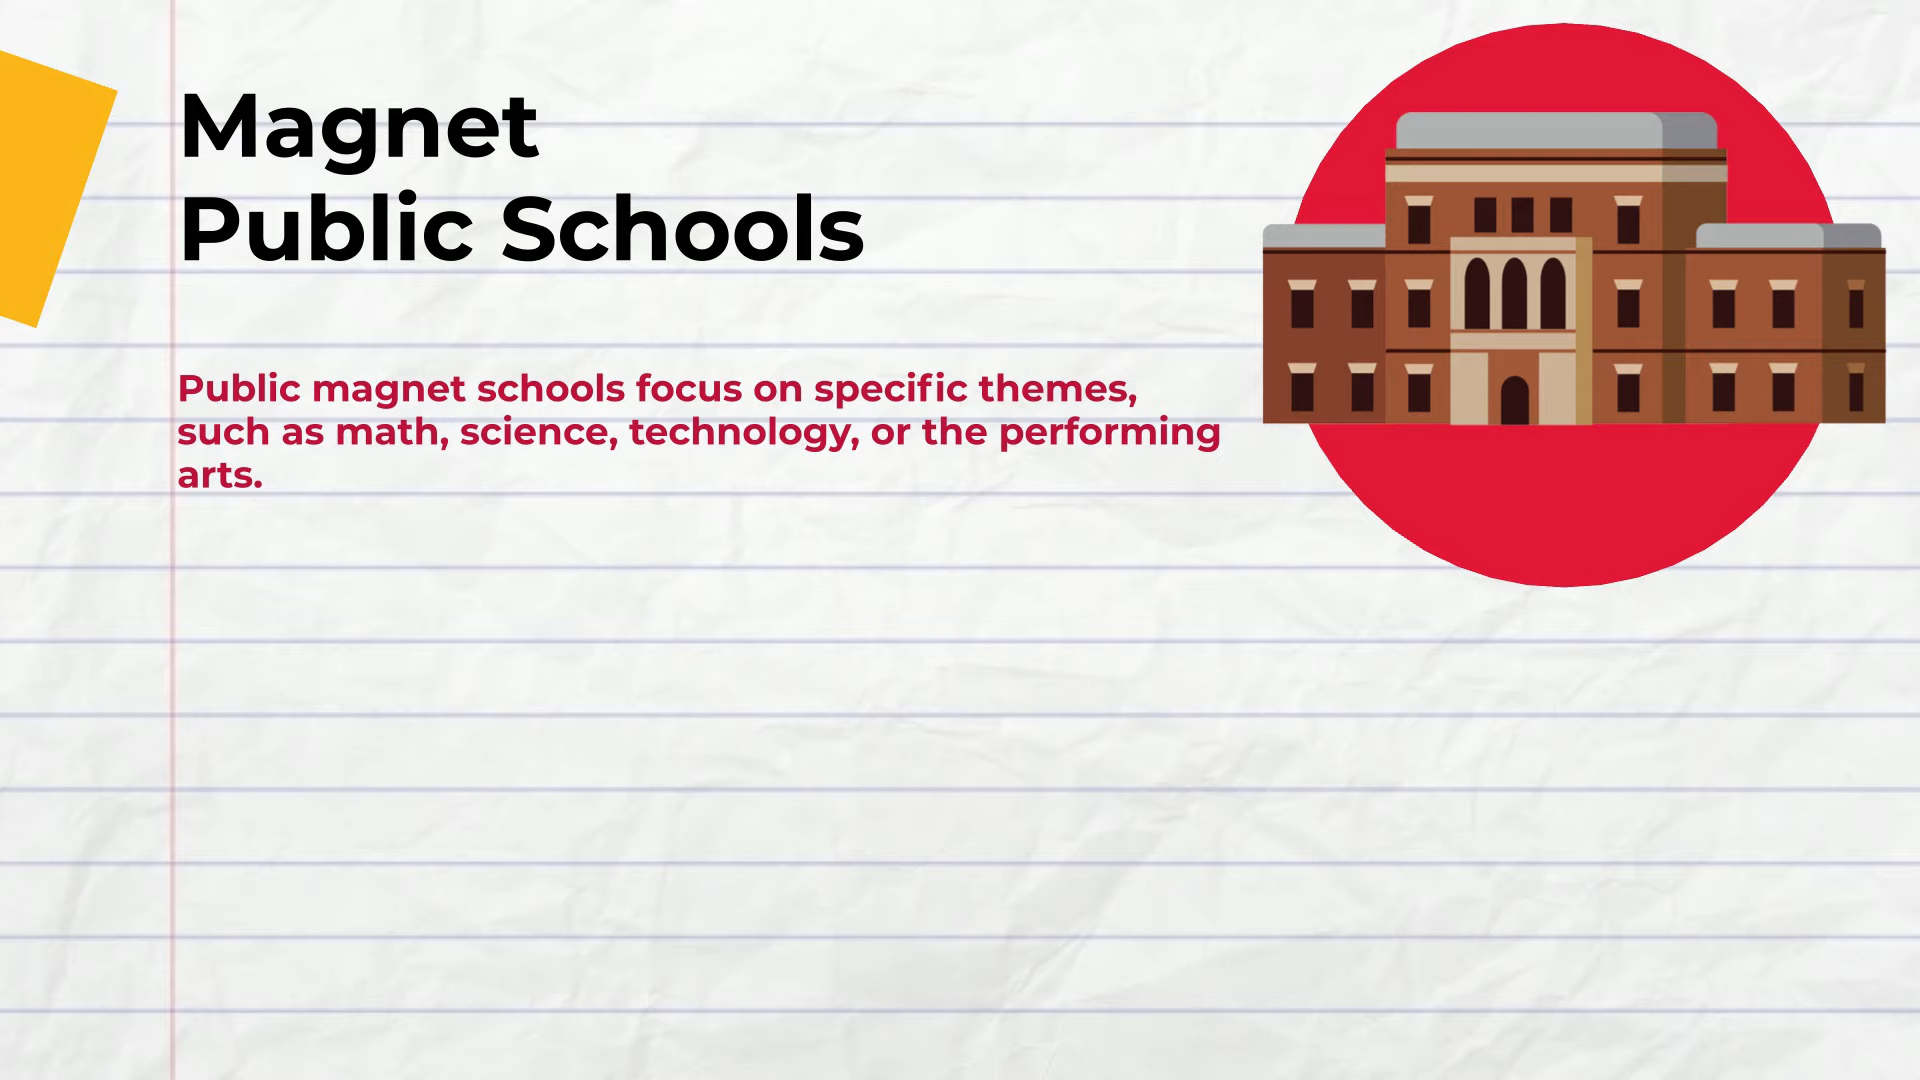 Magnet
Public Schools
Public magnet schools focus on specific themes,
such as math, science, technology, or the performing
arts.